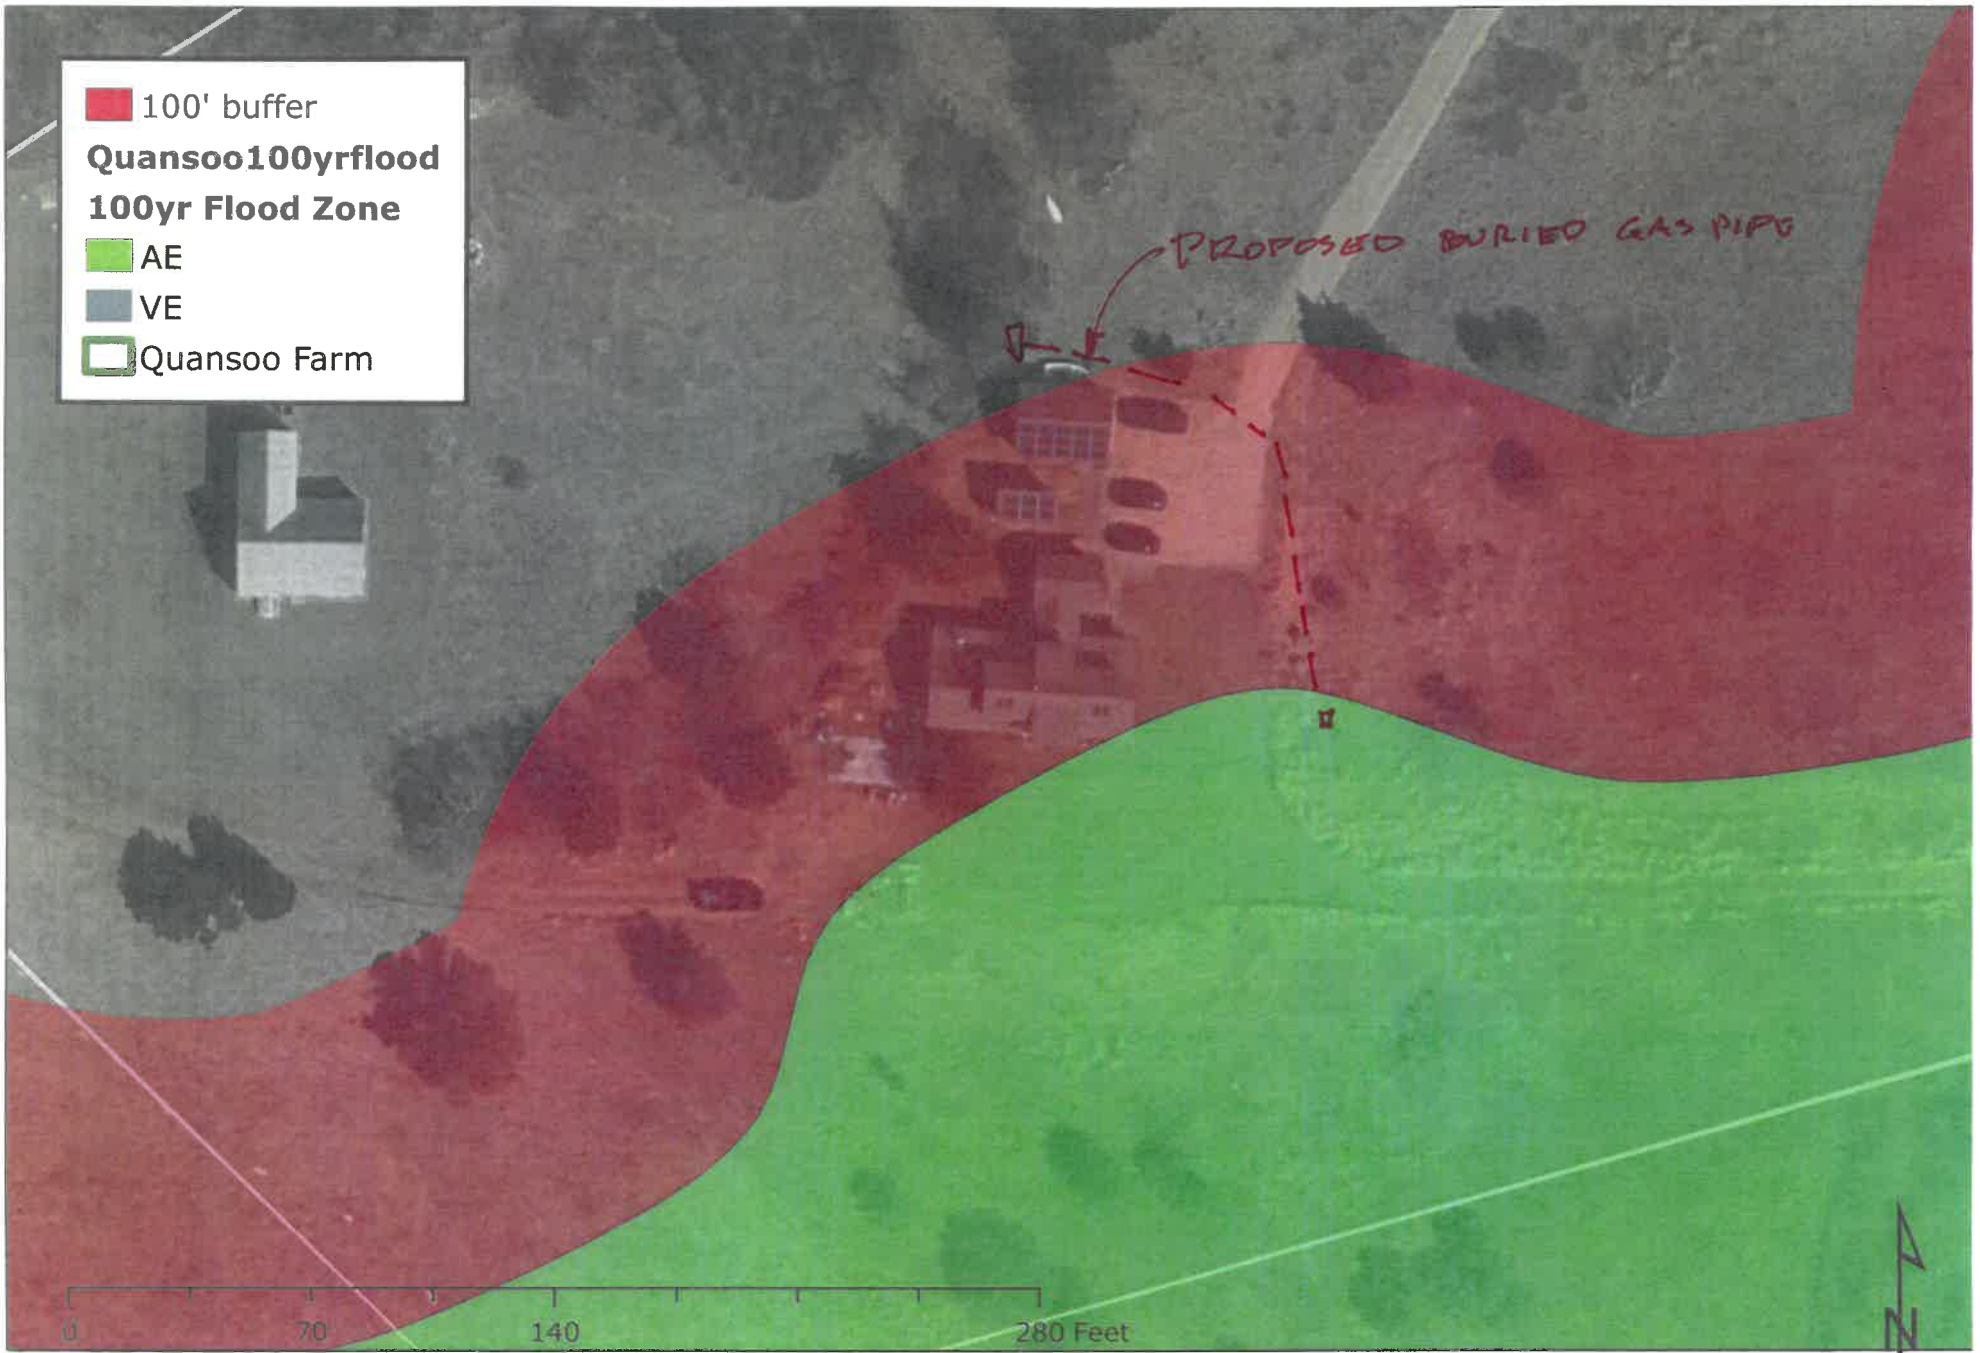 100' buffer
Quansoo100yrflood
100yr Flood Zone
AE
VE
Quansoo Farm
PROPOSED BURIED GAS PIPE
0 70 140 280 Feet
N